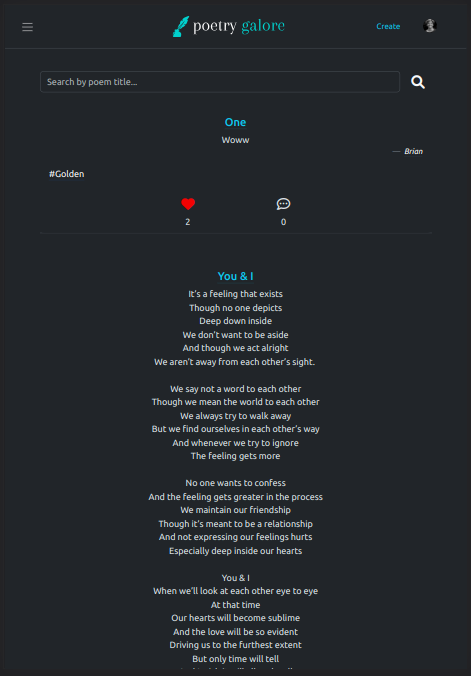 poetry galore
Create
Search by poem title...
One
Woww
— Brian
#Golden
2
0
You & I
It's a feeling that exists
Though no one depicts
Deep down inside
We don't want to be aside
And though we act alright
We aren't away from each other's sight.
We say not a word to each other
Though we mean the world to each other
We always try to walk away
But we find ourselves in each other's way
And whenever we try to ignore
The feeling gets more
No one wants to confess
And the feeling gets greater in the process
We maintain our friendship
Though it's meant to be a relationship
And not expressing our feelings hurts
Especially deep inside our hearts
You & I
When we'll look at each other eye to eye
At that time
Our hearts will become sublime
And the love will be so evident
Driving us to the furthest extent
But only time will tell